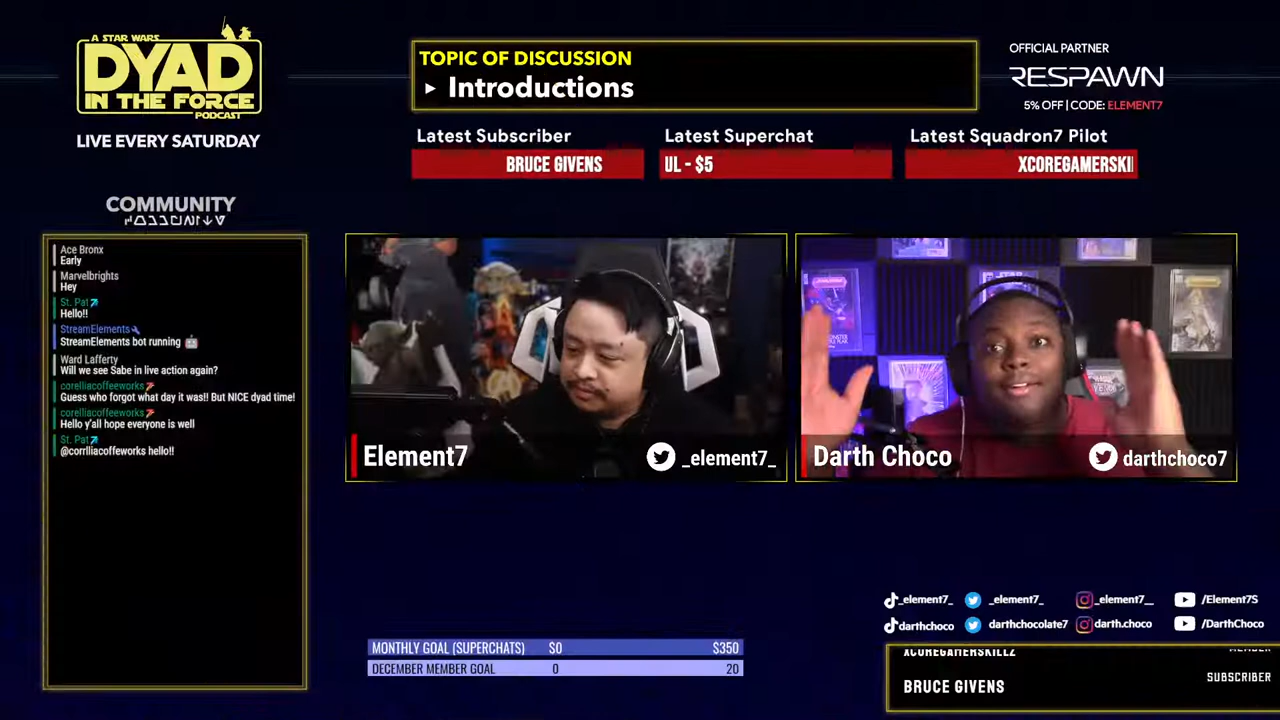 A STAR WARS
DYAD
IN THE FORCE
PODCAST
LIVE EVERY SATURDAY
TOPIC OF DISCUSSION
Introductions
OFFICIAL PARTNER
RESPAWN
5% OFF | CODE: ELEMENT7
Latest Subscriber
BRUCE GIVENS
Latest Superchat
UL - $5
Latest Squadron7 Pilot
XCOREGAMERSKI
COMMUNITY
Ace Bronx
Early
Marvelbrights
Hey
St. Pat
Hello!!
StreamElements
StreamElements bot running 🤖
Ward Lafferty
Will we see Sabe in live action again?
corelliacoffeeworks
Guess who forgot what day it was!! But NICE dyad time!
corelliacoffeeworks
Hello y'all hope everyone is well
St. Pat
@corrlliacoffeworks hello!!
Element7
_element7_
Darth Choco
darthchoco7
MONTHLY GOAL (SUPERCHATS) $0 $350
DECEMBER MEMBER GOAL 0 20
_element7_ _element7_ _element7__ /Element7S
darthchoco darthchocolate7 darth.choco /DarthChoco
XCOREGAMERSKILLZ MEMBER
BRUCE GIVENS SUBSCRIBER